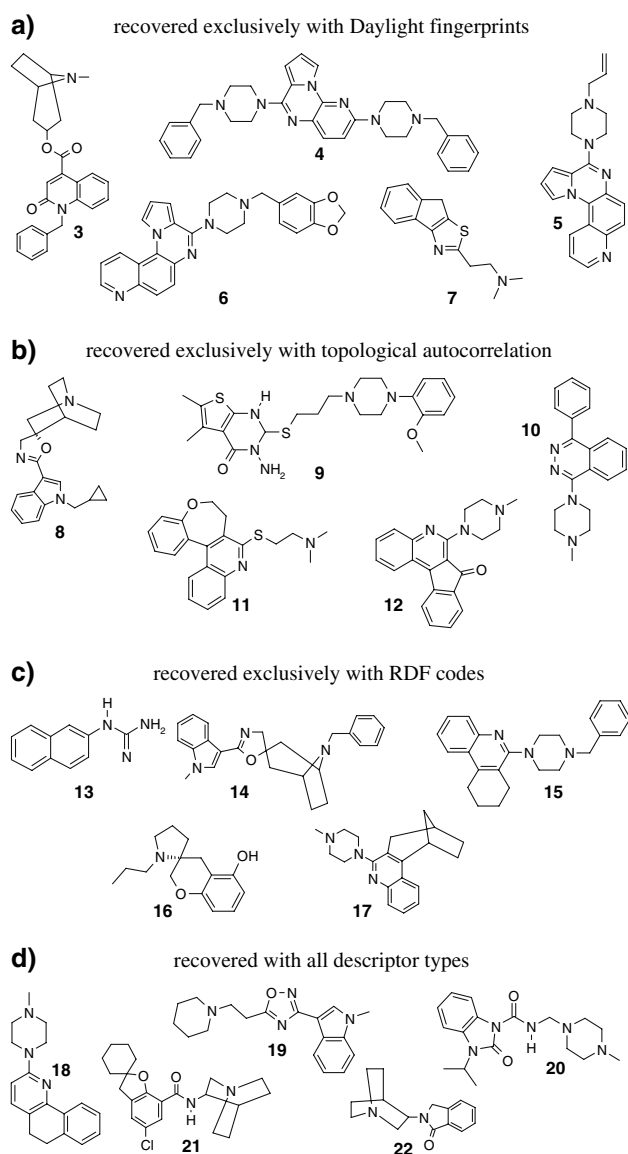 a) recovered exclusively with Daylight fingerprints
N
O
O
O
N
3
N
N
N
N
N
N
N
N
4
N
N
N
N
N
5
N
N
N
N
N
N
O
O
6
S
N
N
7
b) recovered exclusively with topological autocorrelation
N
O
N
N
8
S
H
N
N
O
NH2
S
N
N
O
9
10
N
N
N
N
O
S
N
N
11
N
N
N
O
12
c) recovered exclusively with RDF codes
H
N
NH2
N
13
N
N
O
N
14
N
N
N
15
N
OH
O
16
N
N
N
17
d) recovered with all descriptor types
N
N
N
18
N
O
N
N
N
19
O
N
N
H
O
N
N
N
20
O
O
N
H
N
Cl
21
N
N
O
22